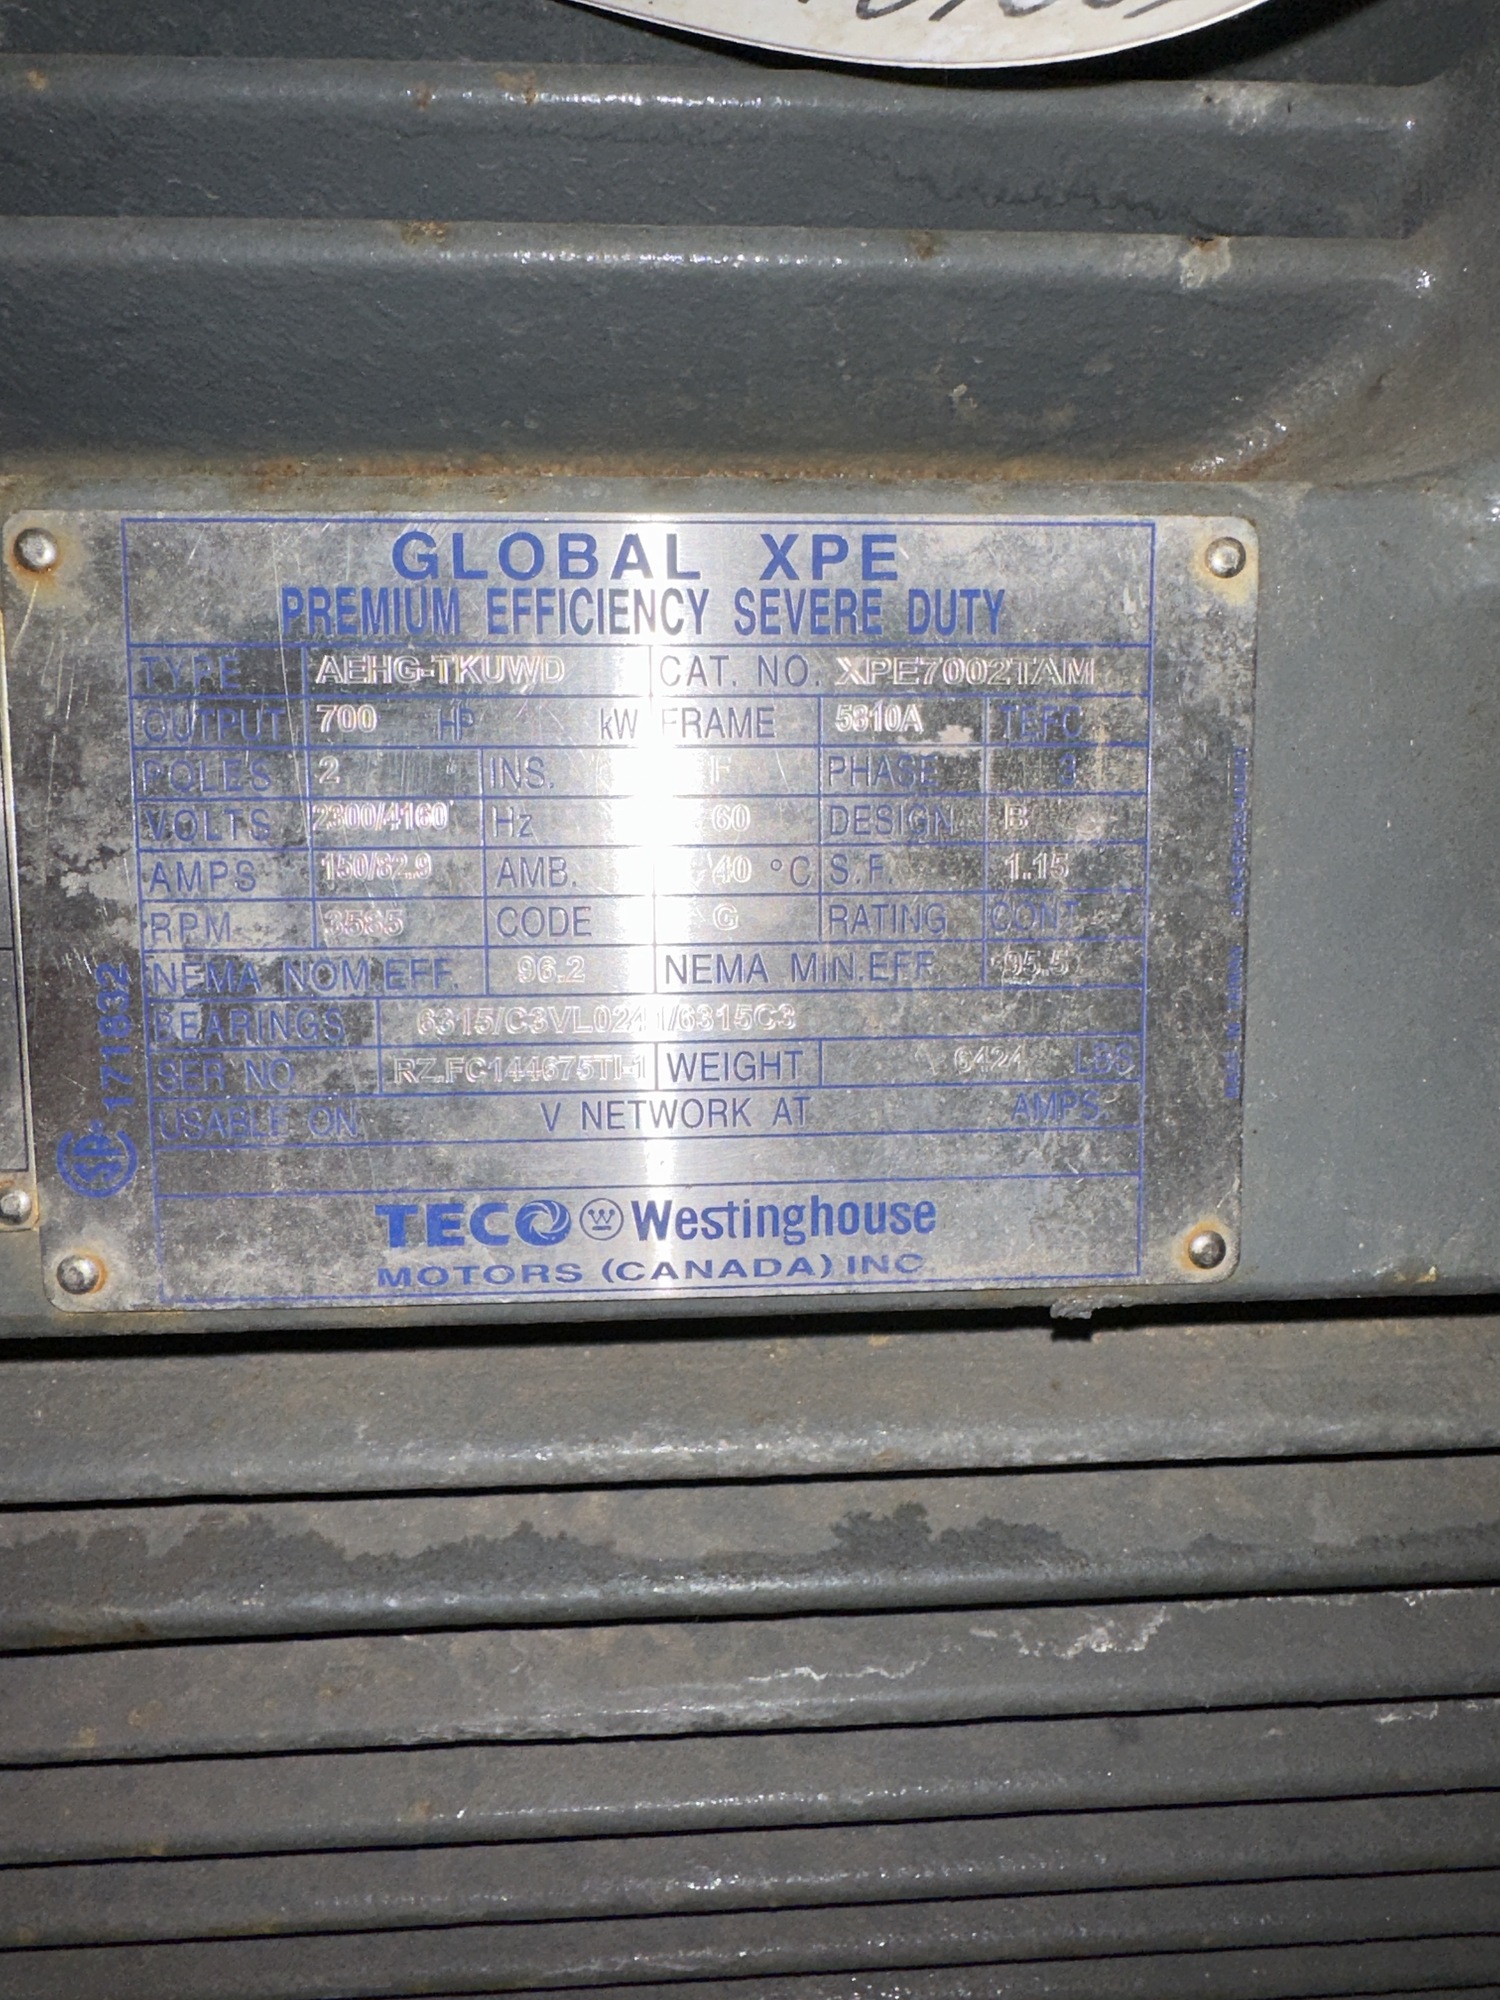 GLOBAL XPE
PREMIUM EFFICIENCY SEVERE DUTY
TYPE AEHG-TKUWD CAT. NO. XPE7002TAM
OUTPUT 700 HP kW FRAME 5810A TEFC
POLES 2 INS. F PHASE 3
VOLTS 2300/4160 Hz 60 DESIGN B
AMPS 150/82.9 AMB. 40 °C S.F. 1.15
RPM 3585 CODE G RATING CONT
NEMA NOM.EFF. 96.2 NEMA MIN.EFF. 95.5
BEARINGS 6315/C3VL0241/6315C3
SER NO RZ.FC144675TI-1 WEIGHT 6424 LBS
USABLE ON V NETWORK AT AMPS.
171832
TECO Westinghouse
MOTORS (CANADA) INC.